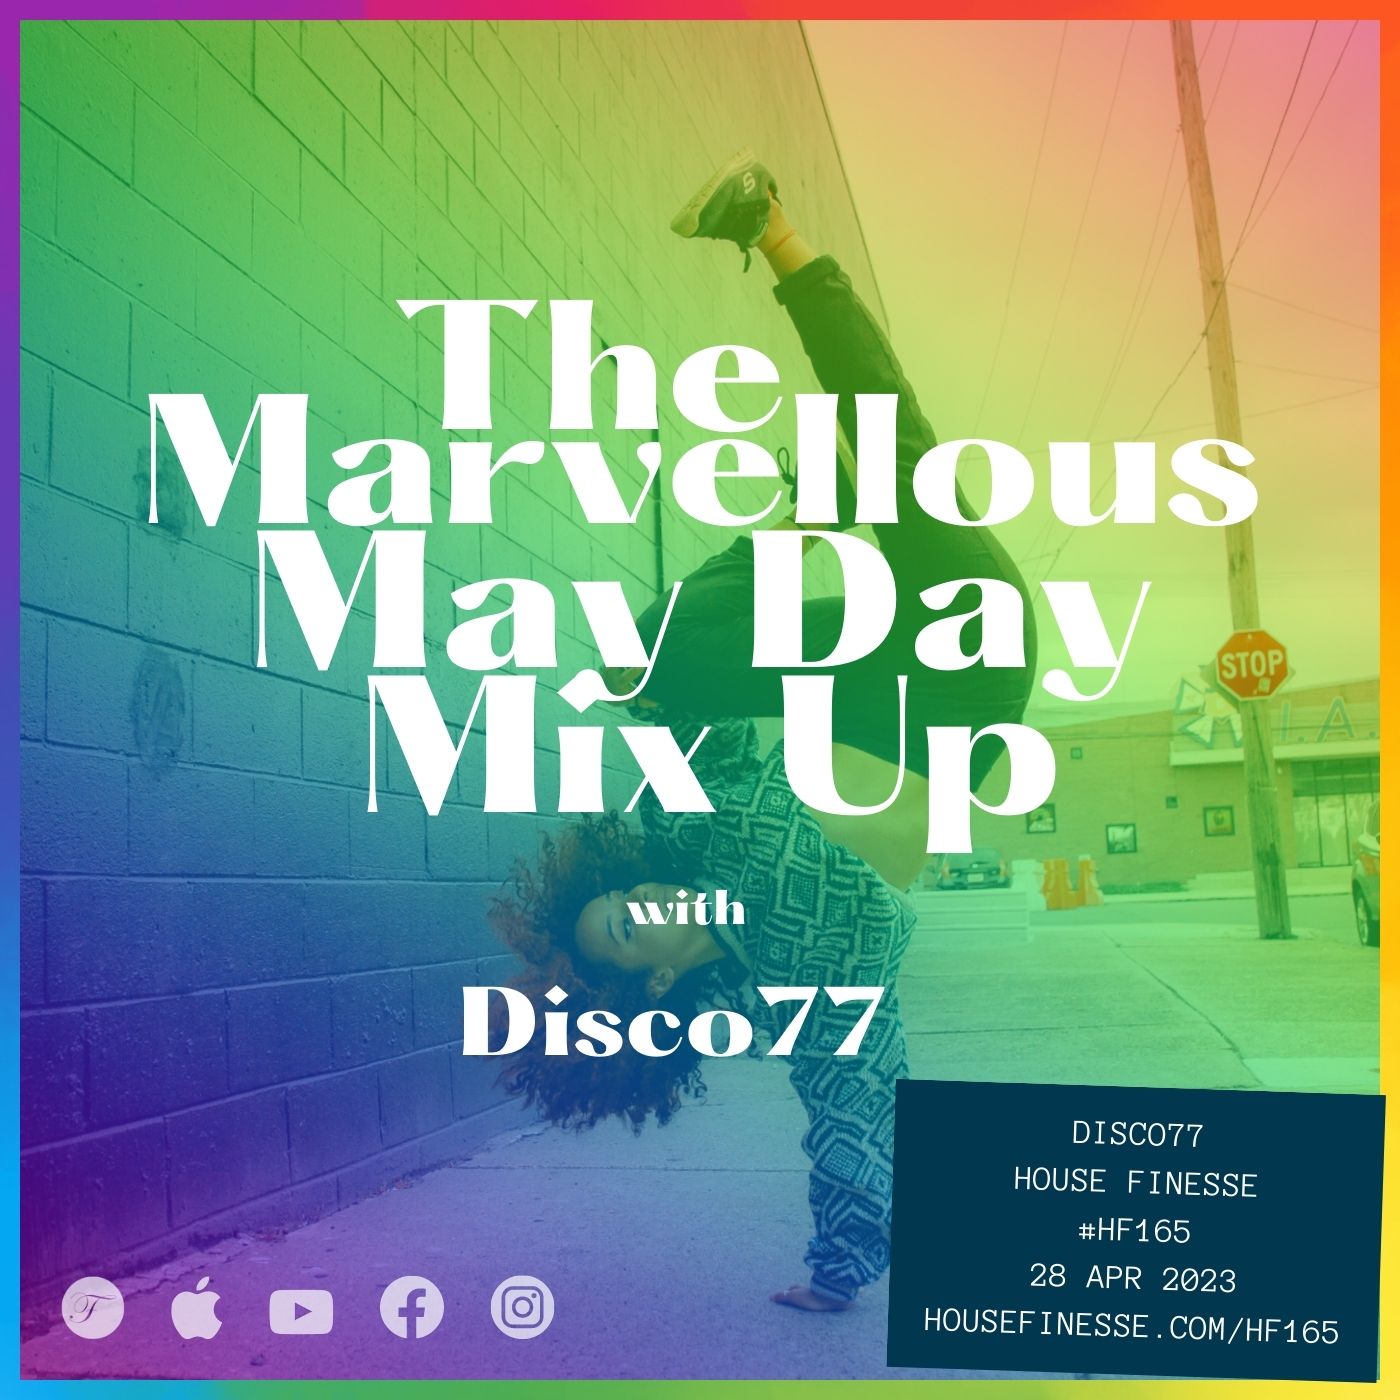 The
Marvellous
May Day
Mix Up
with
Disco77
STOP
I.A.
S
F
DISCO77
HOUSE FINESSE
#HF165
28 APR 2023
HOUSEFINESSE.COM/HF165